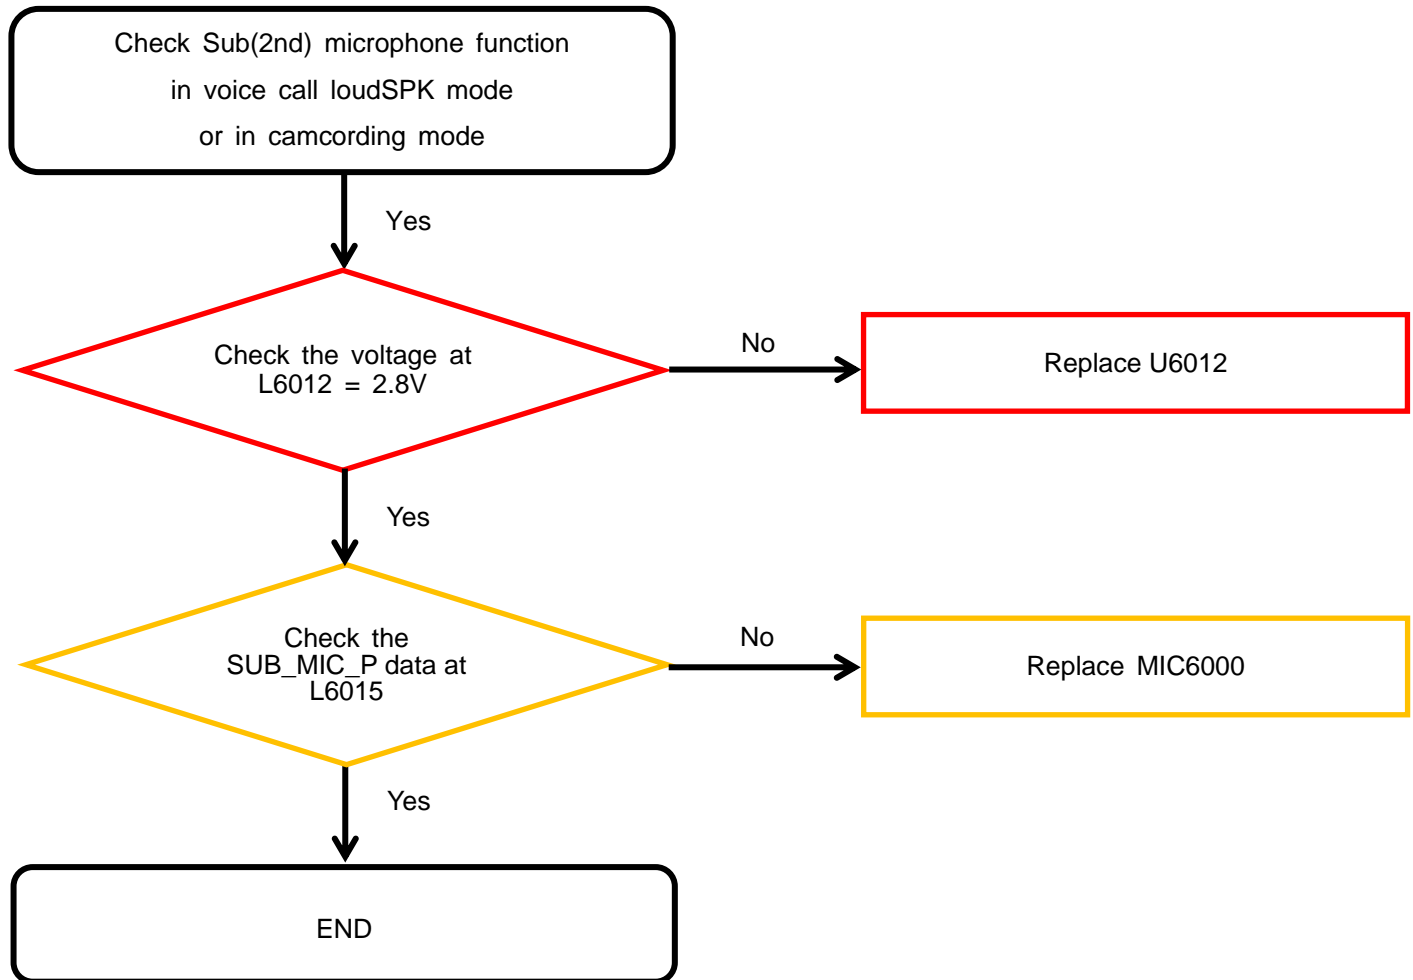 Check Sub(2nd) microphone function
in voice call loudSPK mode
or in camcording mode
Yes
Check the voltage at
L6012 = 2.8V
No
Replace U6012
Yes
Check the
SUB_MIC_P data at
L6015
No
Replace MIC6000
Yes
END